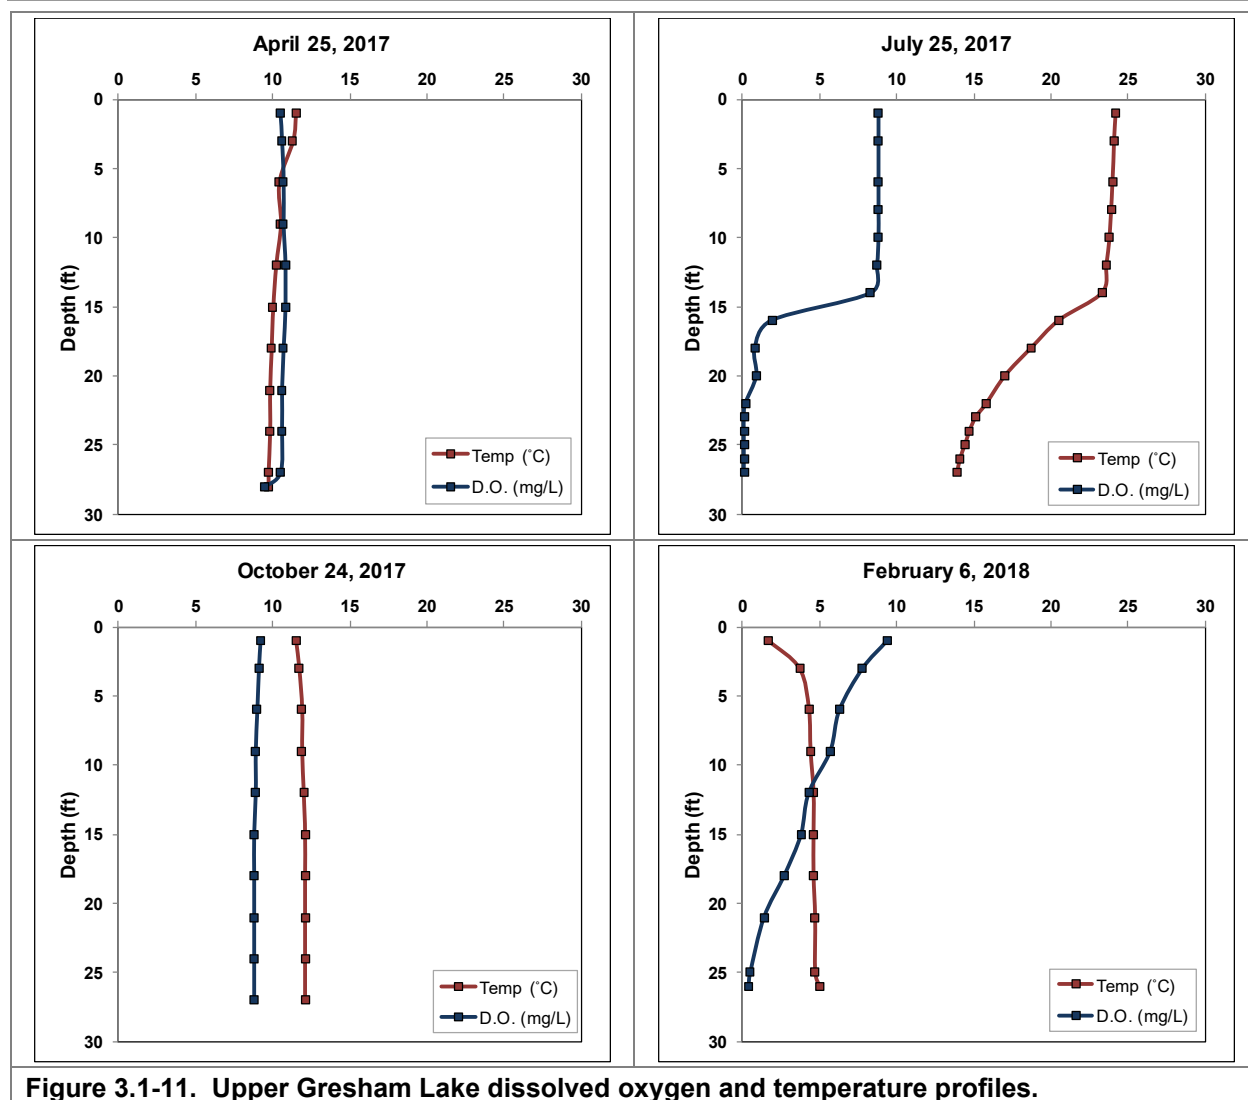 April 25, 2017
0 5 10 15 20 25 30
0
5
10
15
20
25
30
Depth (ft)
Temp (˚C)
D.O. (mg/L)
July 25, 2017
0 5 10 15 20 25 30
0
5
10
15
20
25
30
Depth (ft)
Temp (˚C)
D.O. (mg/L)
October 24, 2017
0 5 10 15 20 25 30
0
5
10
15
20
25
30
Depth (ft)
Temp (˚C)
D.O. (mg/L)
February 6, 2018
0 5 10 15 20 25 30
0
5
10
15
20
25
30
Depth (ft)
Temp (˚C)
D.O. (mg/L)
Figure 3.1-11. Upper Gresham Lake dissolved oxygen and temperature profiles.